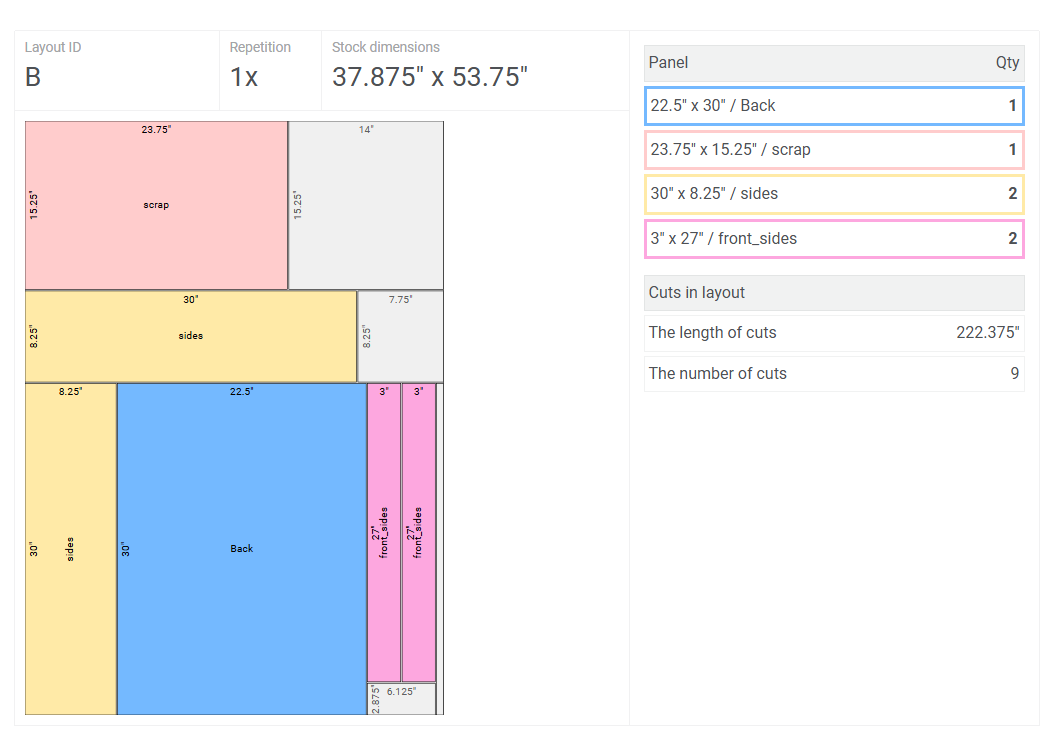 Layout ID
Repetition
Stock dimensions
B
1x
37.875" x 53.75"
23.75"
14"
15.25"
scrap
15.25"
30"
7.75"
8.25"
sides
8.25"
8.25"
22.5"
3"
3"
30"
sides
30"
Back
27"
front_sides
27"
front_sides
2.875"
6.125"
Panel Qty
22.5" x 30" / Back 1
23.75" x 15.25" / scrap 1
30" x 8.25" / sides 2
3" x 27" / front_sides 2
Cuts in layout
The length of cuts 222.375"
The number of cuts 9